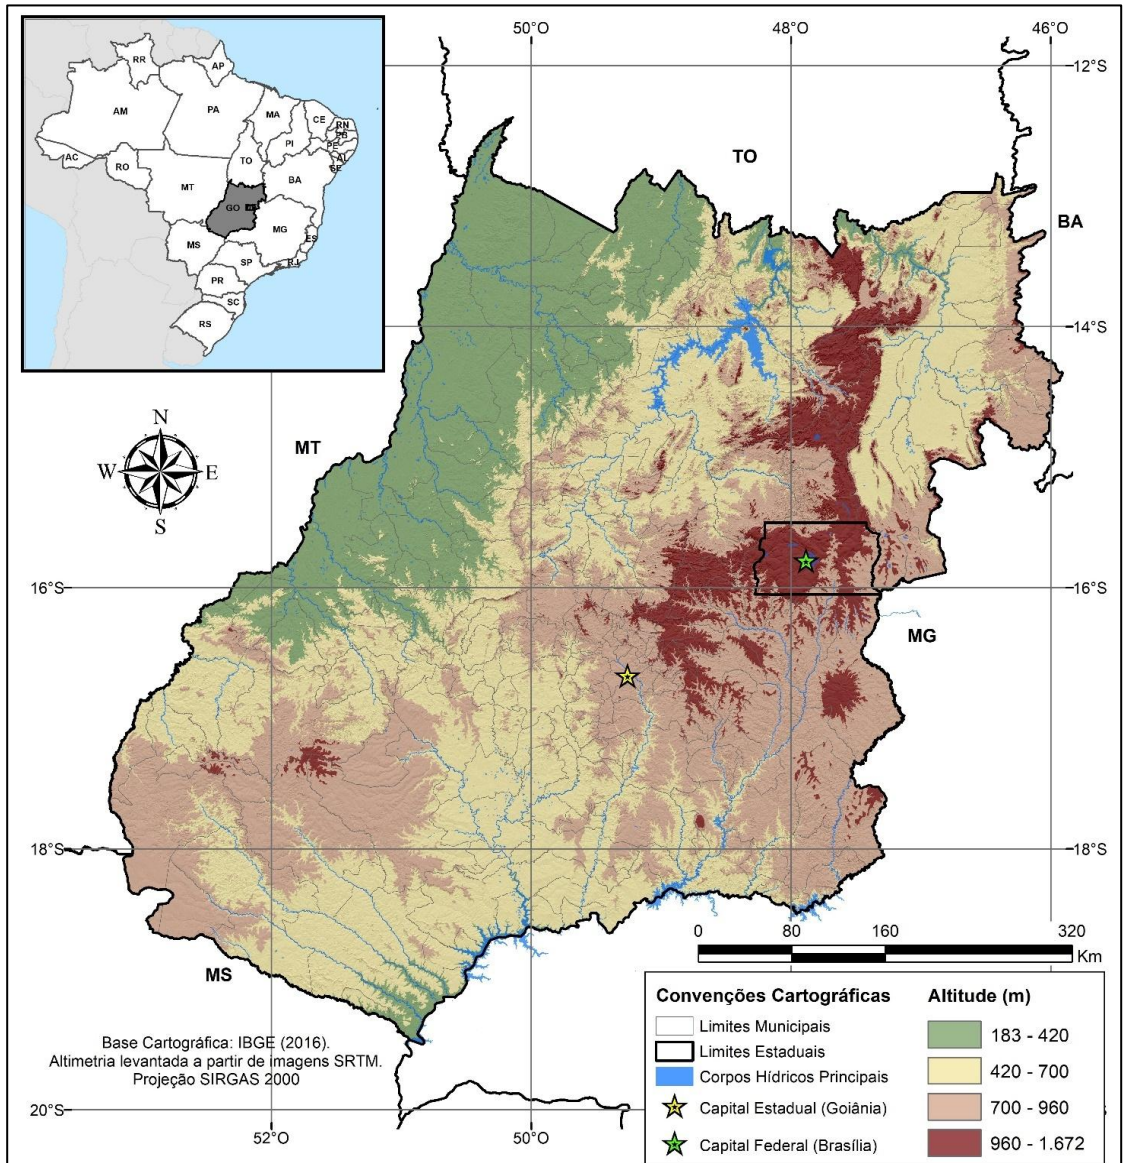 50°O
48°O
46°O
12°S
14°S
16°S
18°S
18°S
16°S
20°S
52°O
50°O
RR
AP
AM
PA
MA
CE
RN
PB
PE
AL
SE
PI
AC
RO
TO
BA
MT
GO
MG
ES
MS
SP
RJ
PR
SC
RS
TO
BA
N
W
E
S
MT
MG
MS
0
80
160
320
Km
Convenções Cartográficas
Limites Municipais
Limites Estaduais
Corpos Hídricos Principais
Capital Estadual (Goiânia)
Capital Federal (Brasília)
Altitude (m)
183 - 420
420 - 700
700 - 960
960 - 1.672
Base Cartográfica: IBGE (2016).
Altimetria levantada a partir de imagens SRTM.
Projeção SIRGAS 2000